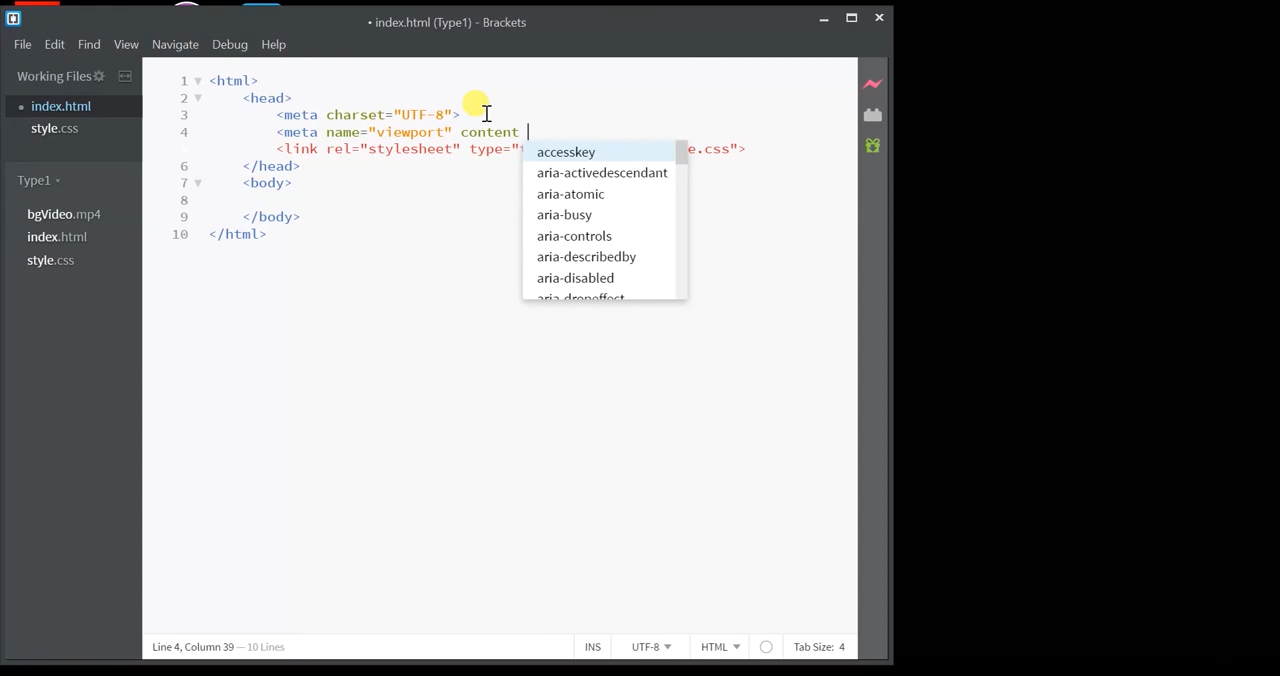 • index.html (Type1) - Brackets
File Edit Find View Navigate Debug Help
Working Files
index.html
style.css
Type1
bgVideo.mp4
index.html
style.css
1 <html>
2 <head>
3 <meta charset="UTF-8">
4 <meta name="viewport" content
<link rel="stylesheet" type="t e.css">
6 </head>
7 <body>
8
9 </body>
10 </html>
accesskey
aria-activedescendant
aria-atomic
aria-busy
aria-controls
aria-describedby
aria-disabled
aria-dropeffect
Line 4, Column 39 — 10 Lines
INS UTF-8 HTML Tab Size: 4